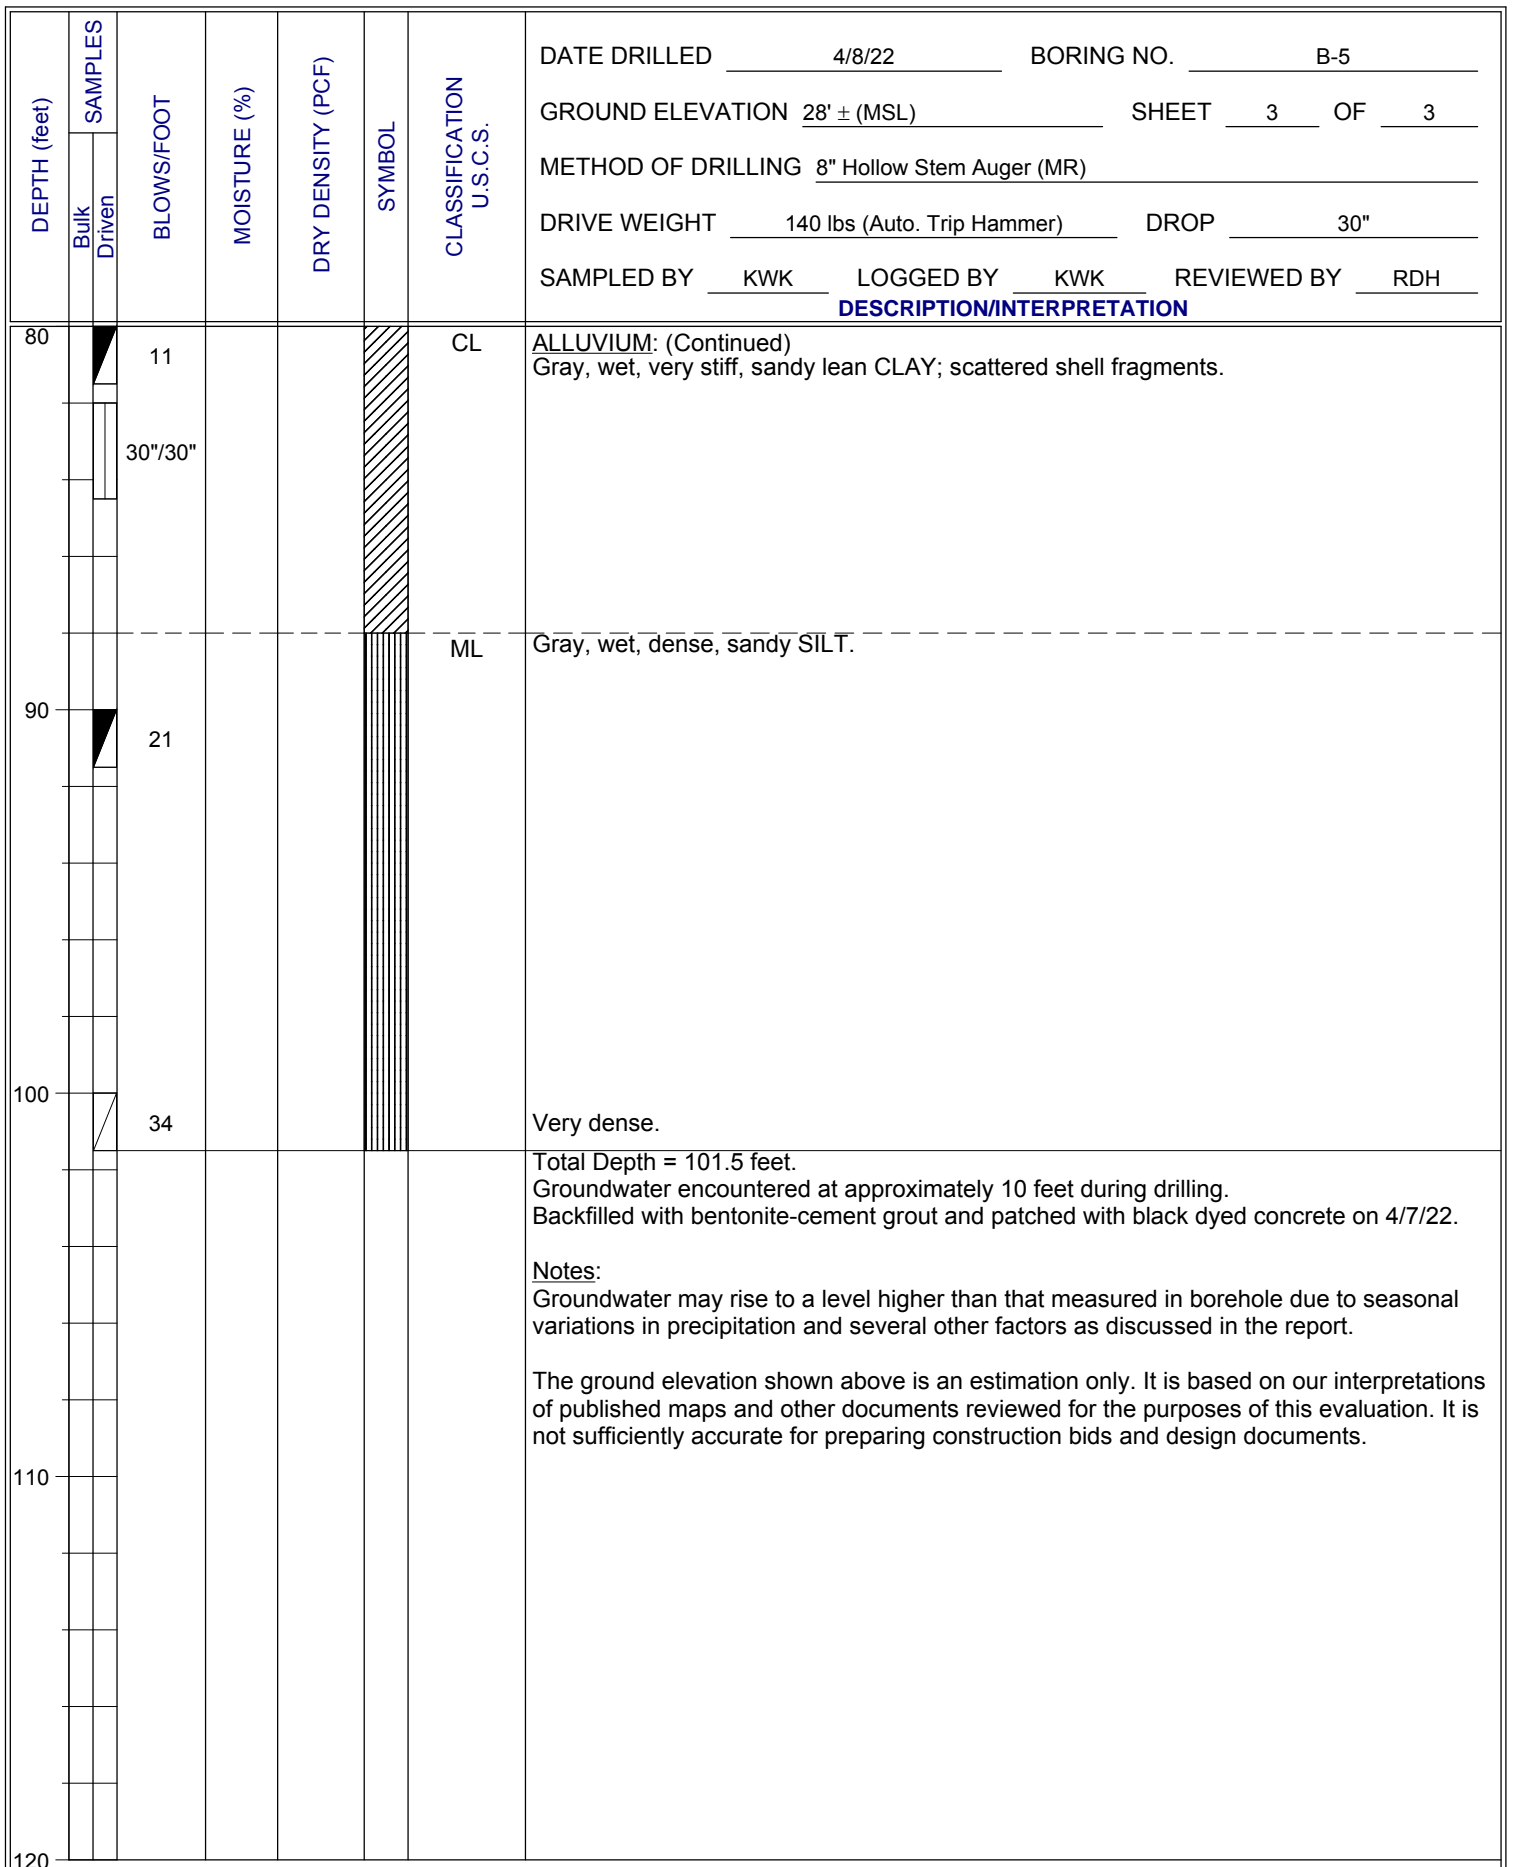 DEPTH (feet)
SAMPLES
Bulk
Driven
BLOWS/FOOT
MOISTURE (%)
DRY DENSITY (PCF)
SYMBOL
CLASSIFICATION
U.S.C.S.
DATE DRILLED 4/8/22 BORING NO. B-5
GROUND ELEVATION 28' ± (MSL) SHEET 3 OF 3
METHOD OF DRILLING 8" Hollow Stem Auger (MR)
DRIVE WEIGHT 140 lbs (Auto. Trip Hammer) DROP 30"
SAMPLED BY KWK LOGGED BY KWK REVIEWED BY RDH
DESCRIPTION/INTERPRETATION
80 11 CL ALLUVIUM: (Continued)
Gray, wet, very stiff, sandy lean CLAY; scattered shell fragments.
30"/30"
ML Gray, wet, dense, sandy SILT.
90
21
100
34 Very dense.
Total Depth = 101.5 feet.
Groundwater encountered at approximately 10 feet during drilling.
Backfilled with bentonite-cement grout and patched with black dyed concrete on 4/7/22.
Notes:
Groundwater may rise to a level higher than that measured in borehole due to seasonal
variations in precipitation and several other factors as discussed in the report.
The ground elevation shown above is an estimation only. It is based on our interpretations
of published maps and other documents reviewed for the purposes of this evaluation. It is
not sufficiently accurate for preparing construction bids and design documents.
110
120